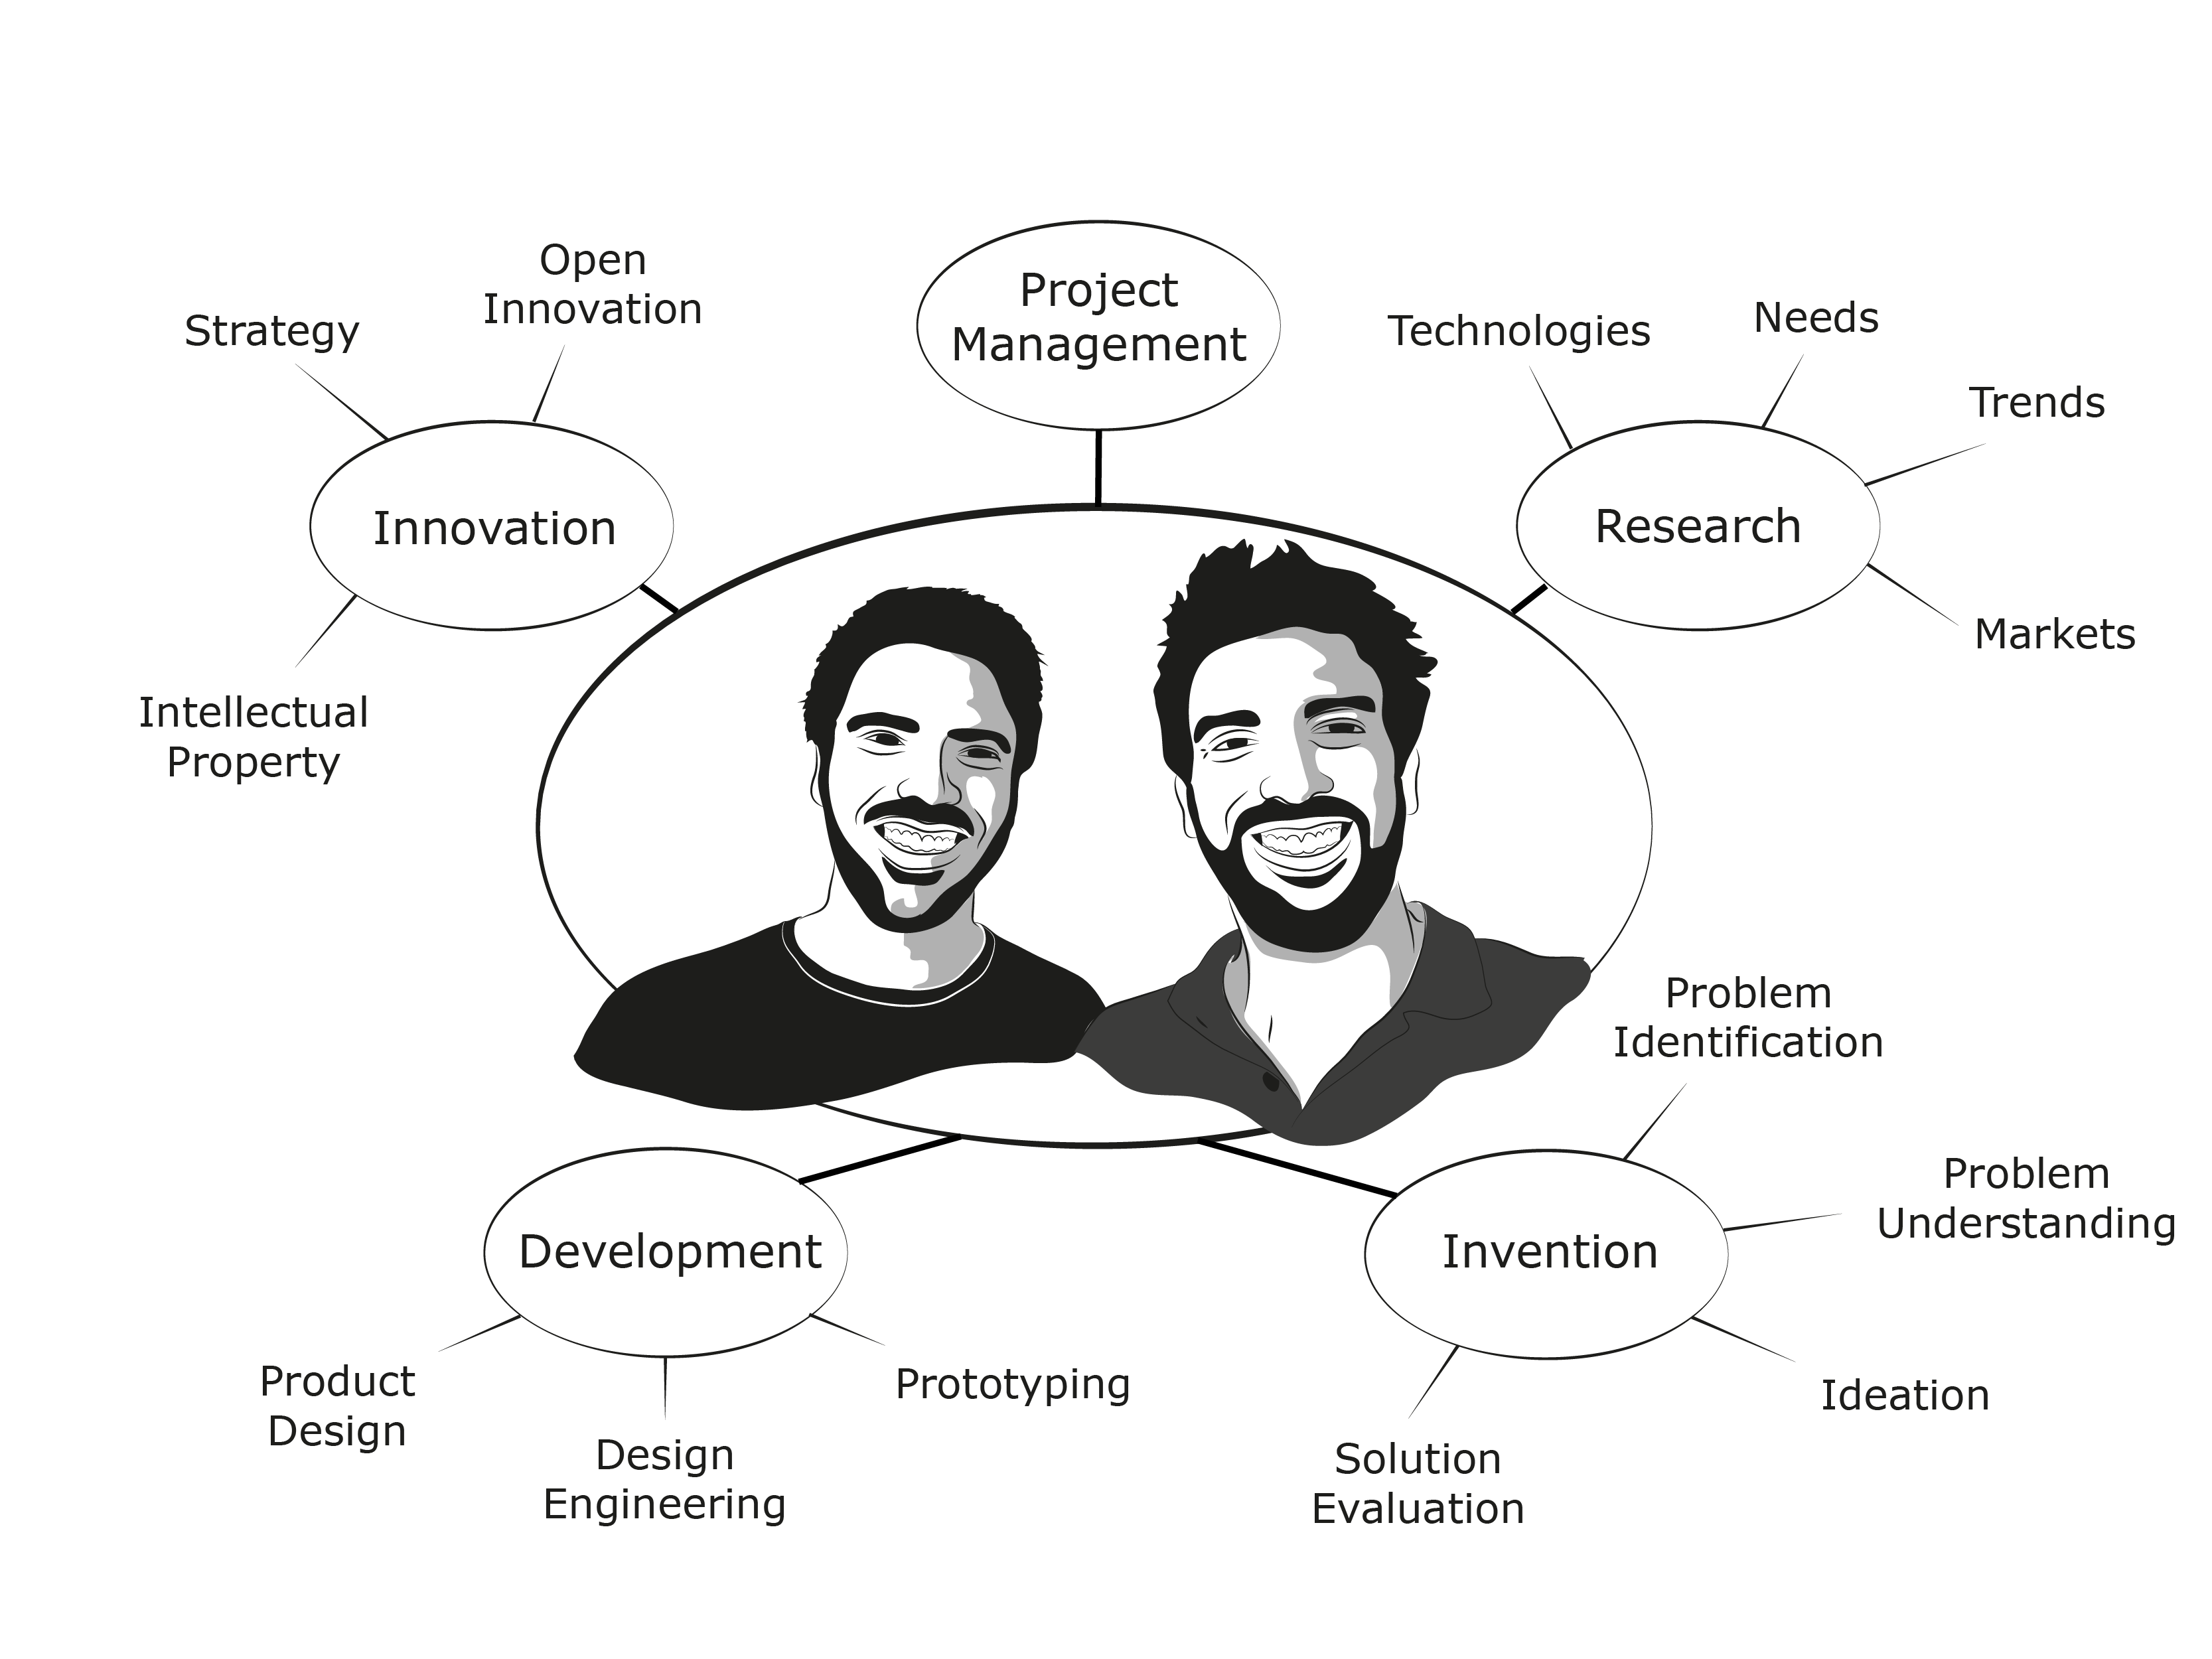 Project
Management
Open
Innovation
Strategy
Innovation
Intellectual
Property
Technologies
Needs
Trends
Research
Markets
Problem
Identification
Problem
Understanding
Invention
Ideation
Solution
Evaluation
Development
Product
Design
Design
Engineering
Prototyping